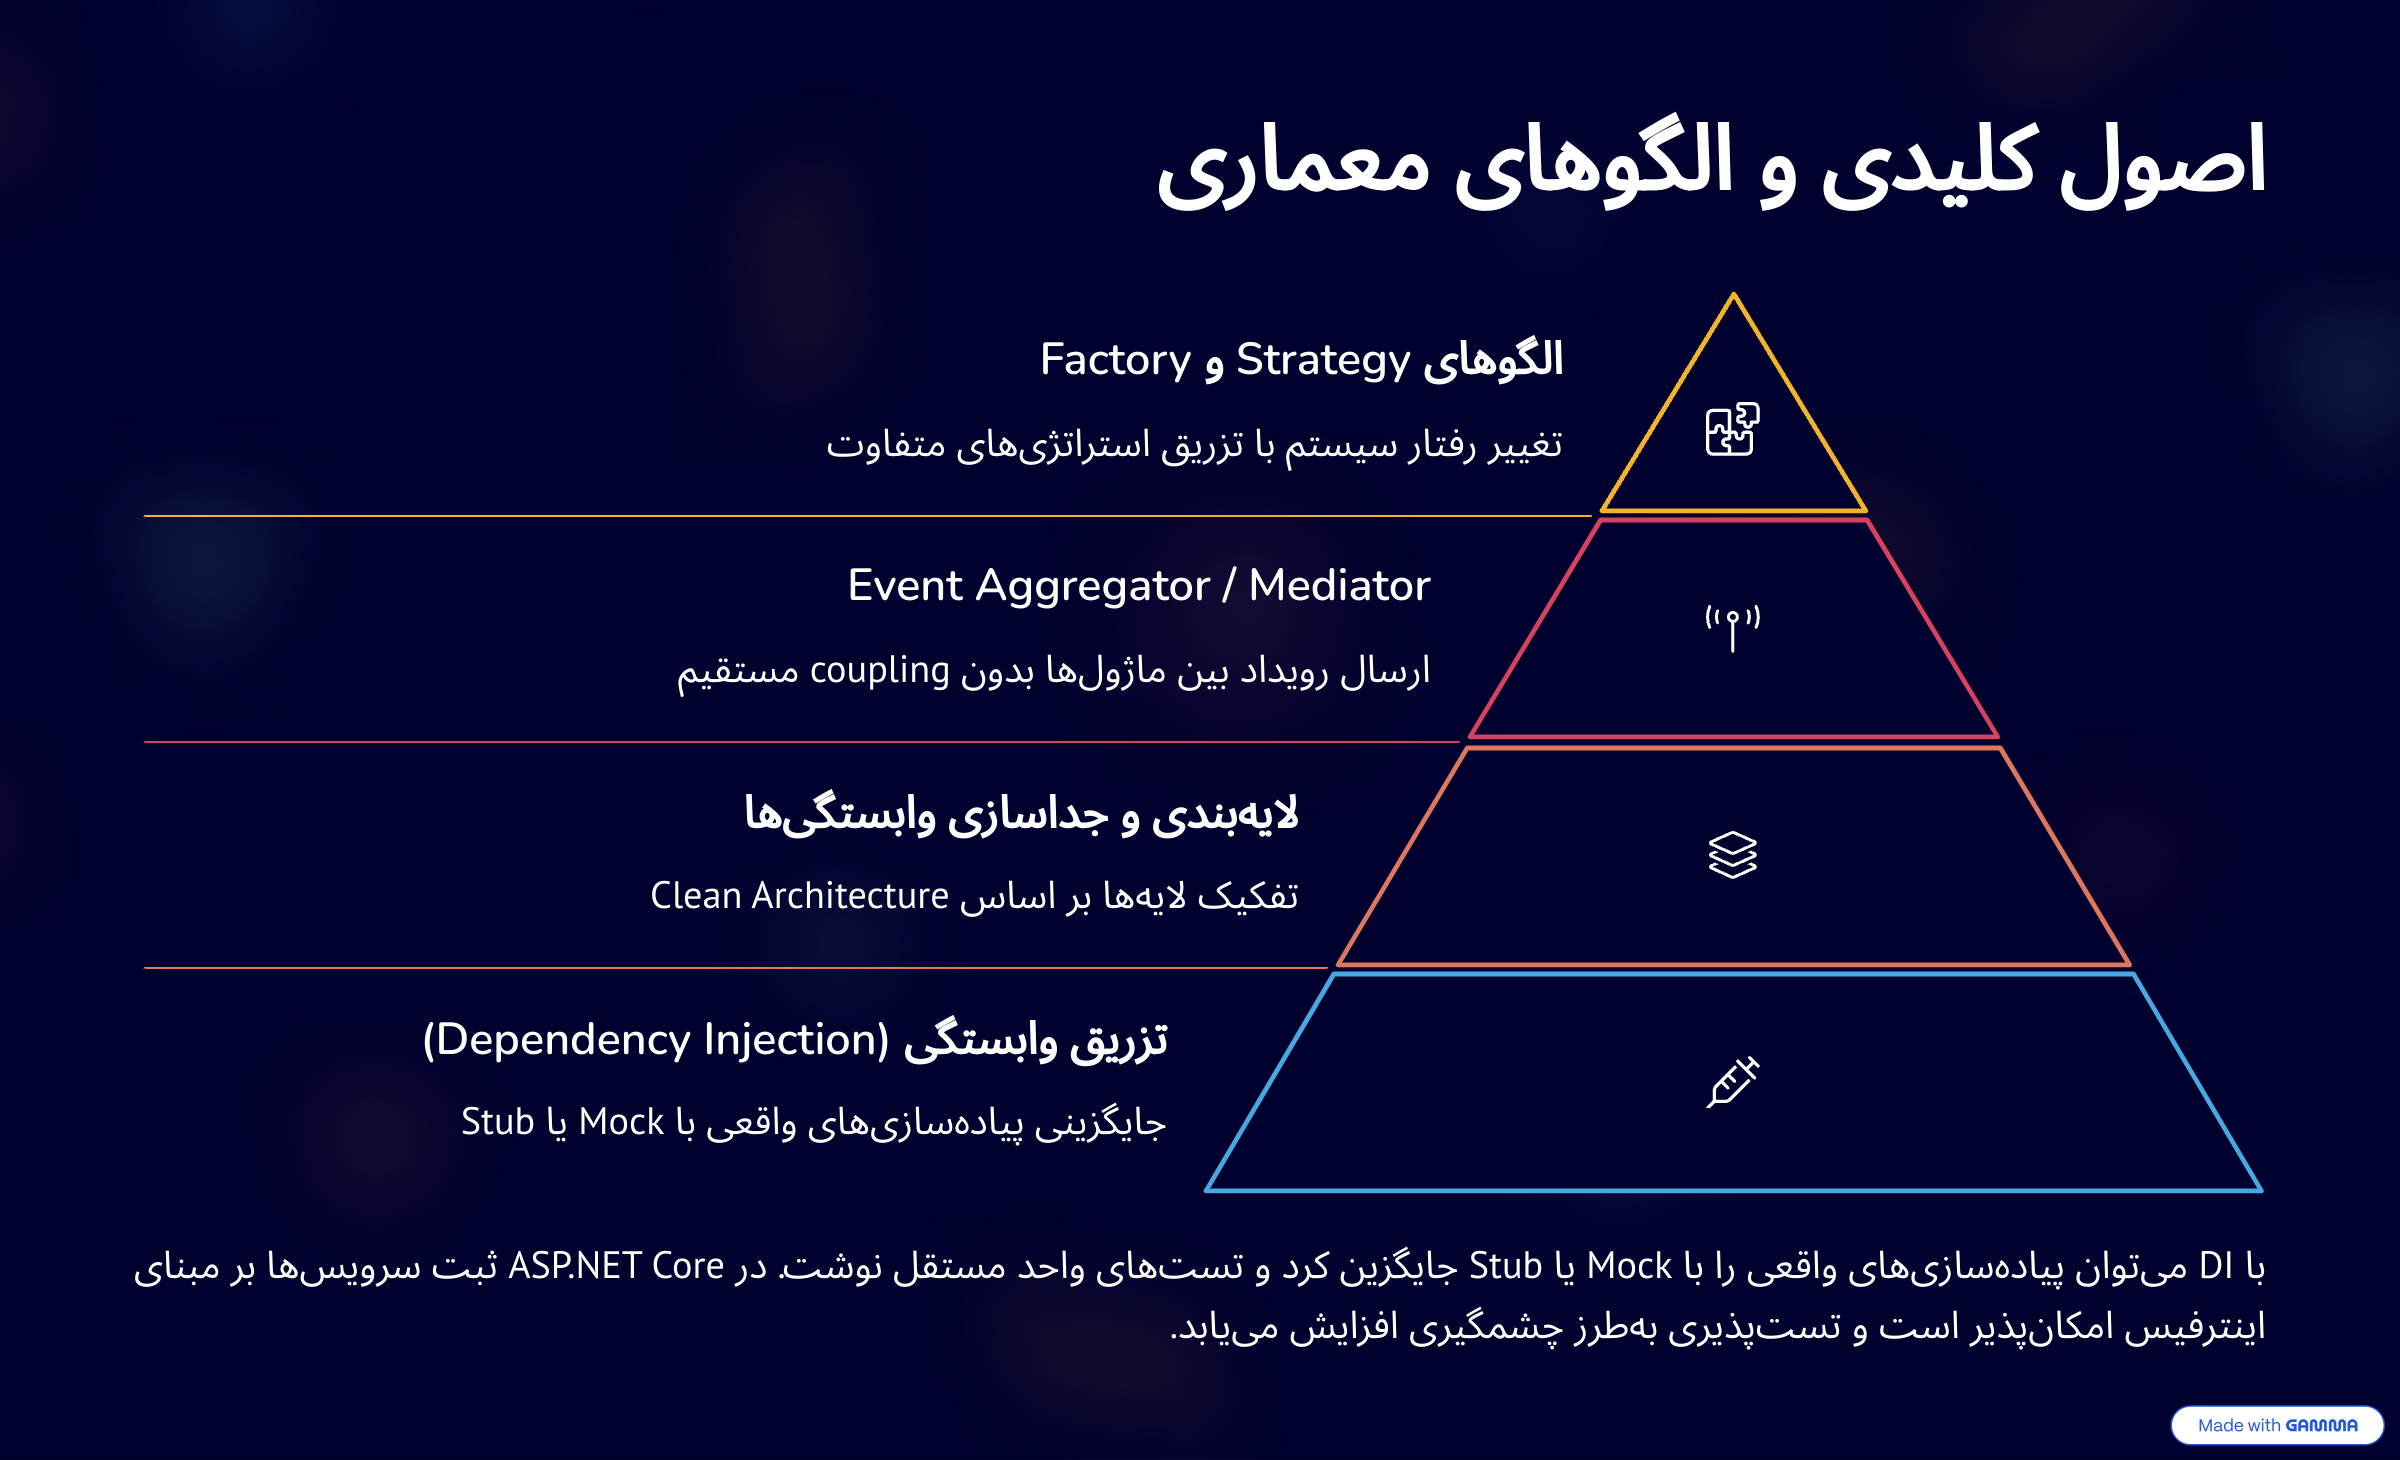 اصول کلیدی و الگوهای معماری
الگوهای Strategy و Factory
تغییر رفتار سیستم با تزریق استراتژی‌های متفاوت
Event Aggregator / Mediator
ارسال رویداد بین ماژول‌ها بدون coupling مستقیم
لایه‌بندی و جداسازی وابستگی‌ها
تفکیک لایه‌ها بر اساس Clean Architecture
تزریق وابستگی (Dependency Injection)
جایگزینی پیاده‌سازی‌های واقعی با Mock یا Stub
با DI می‌توان پیاده‌سازی‌های واقعی را با Mock یا Stub جایگزین کرد و تست‌های واحد مستقل نوشت. در ASP.NET Core ثبت سرویس‌ها بر مبنای
اینترفیس امکان‌پذیر است و تست‌پذیری به‌طرز چشمگیری افزایش می‌یابد.
Made with GAMMA